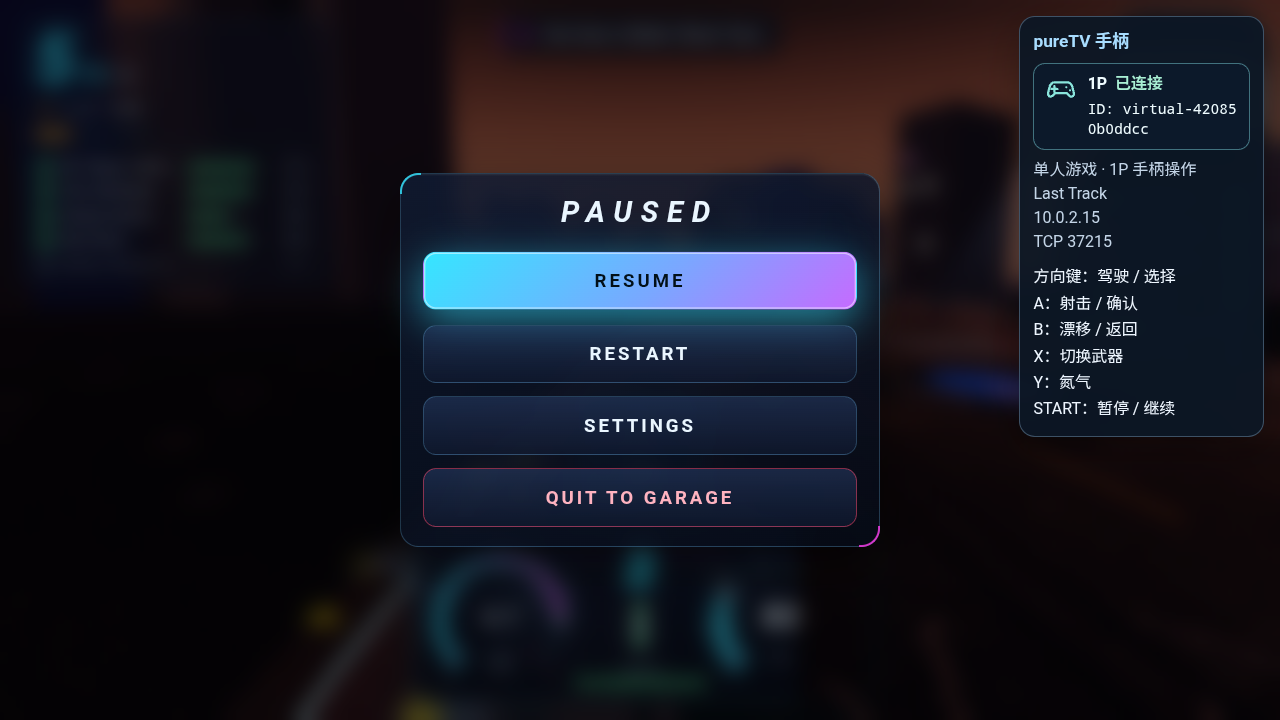 PAUSED
RESUME
RESTART
SETTINGS
QUIT TO GARAGE
pureTV 手柄
1P 已连接
ID: virtual-42085
0b0ddcc
单人游戏 · 1P 手柄操作
Last Track
10.0.2.15
TCP 37215
方向键：驾驶 / 选择
A：射击 / 确认
B：漂移 / 返回
X：切换武器
Y：氮气
START：暂停 / 继续